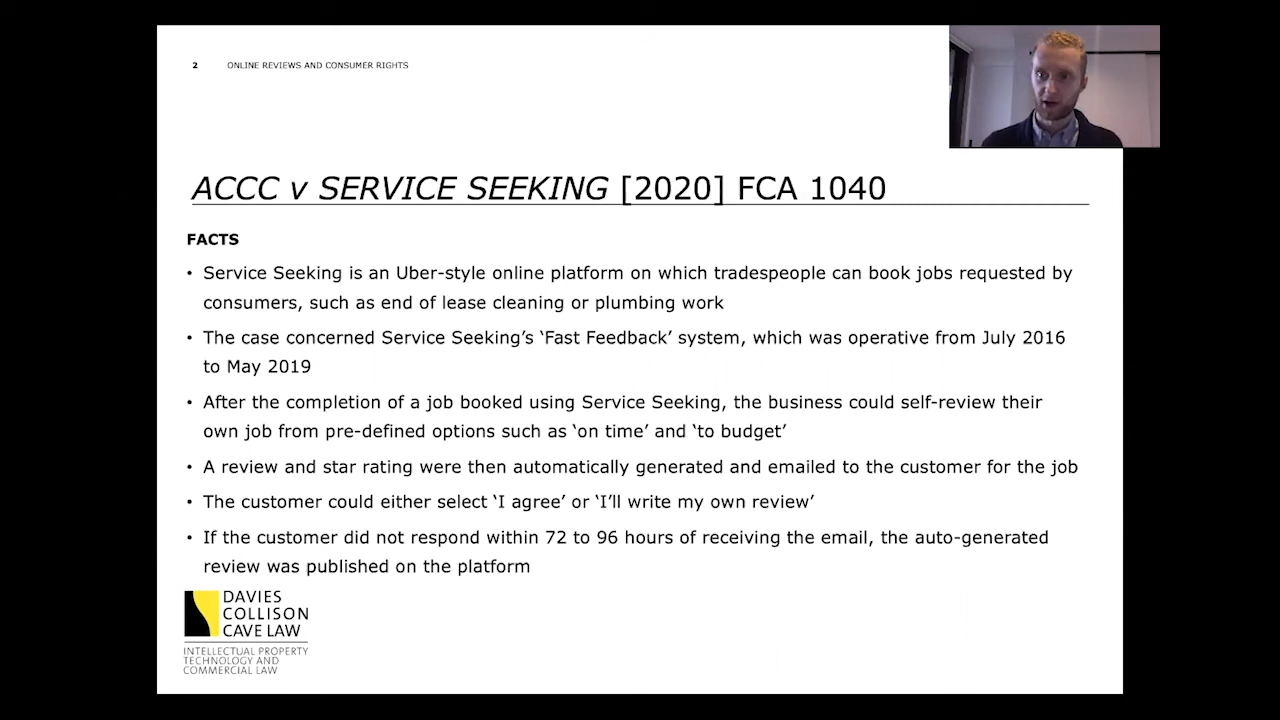 2 ONLINE REVIEWS AND CONSUMER RIGHTS
ACCC v SERVICE SEEKING [2020] FCA 1040
FACTS
• Service Seeking is an Uber-style online platform on which tradespeople can book jobs requested by
consumers, such as end of lease cleaning or plumbing work
• The case concerned Service Seeking’s ‘Fast Feedback’ system, which was operative from July 2016
to May 2019
• After the completion of a job booked using Service Seeking, the business could self-review their
own job from pre-defined options such as ‘on time’ and ‘to budget’
• A review and star rating were then automatically generated and emailed to the customer for the job
• The customer could either select ‘I agree’ or ‘I’ll write my own review’
• If the customer did not respond within 72 to 96 hours of receiving the email, the auto-generated
review was published on the platform
DAVIES
COLLISON
CAVE LAW
INTELLECTUAL PROPERTY
TECHNOLOGY AND
COMMERCIAL LAW